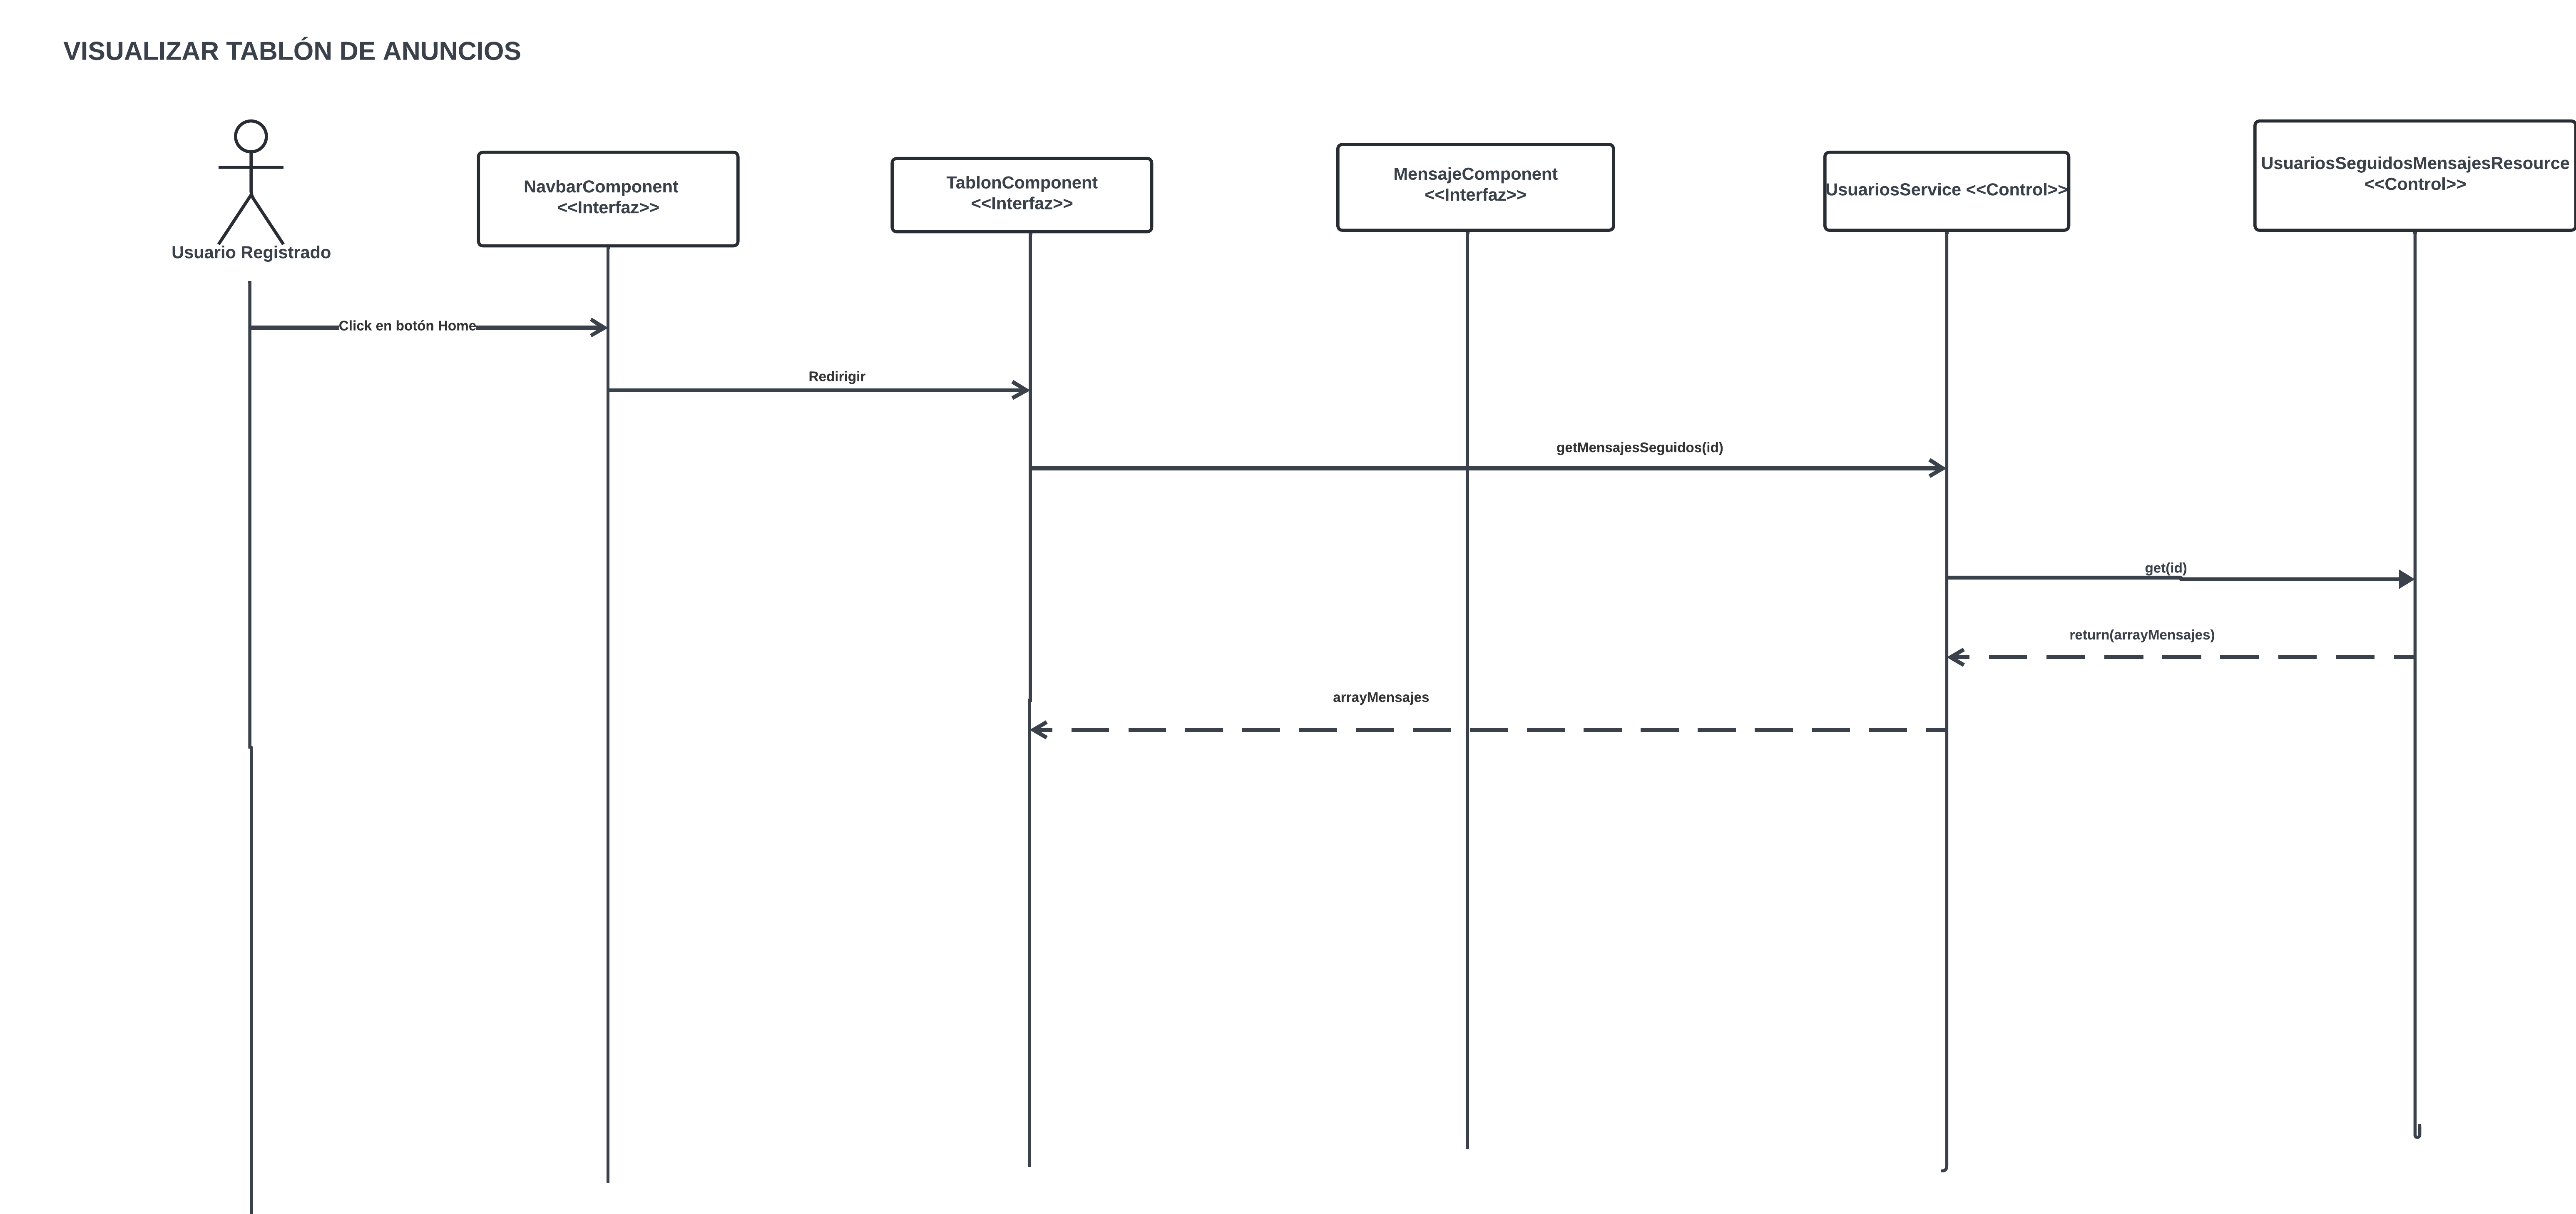 VISUALIZAR TABLÓN DE ANUNCIOS
Usuario Registrado
NavbarComponent
<<Interfaz>>
TablonComponent
<<Interfaz>>
MensajeComponent
<<Interfaz>>
UsuariosService <<Control>>
UsuariosSeguidosMensajesResource
<<Control>>
Click en botón Home
Redirigir
getMensajesSeguidos(id)
get(id)
return(arrayMensajes)
arrayMensajes